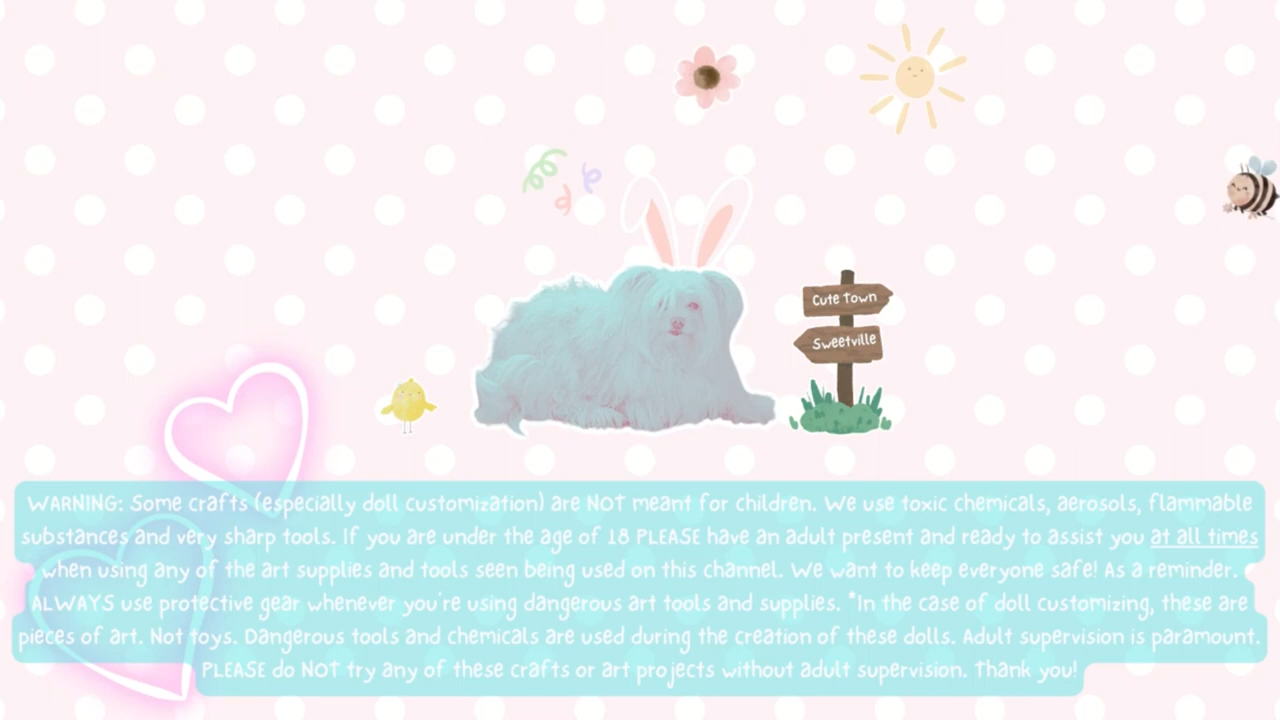 Cute Town
Sweetville
WARNING: Some crafts (especially doll customization) are NOT meant for children. We use toxic chemicals, aerosols, flammable
substances and very sharp tools. If you are under the age of 18 PLEASE have an adult present and ready to assist you at all times
when using any of the art supplies and tools seen being used on this channel. We want to keep everyone safe! As a reminder.
ALWAYS use protective gear whenever you're using dangerous art tools and supplies. *In the case of doll customizing, these are
pieces of art. Not toys. Dangerous tools and chemicals are used during the creation of these dolls. Adult supervision is paramount.
PLEASE do NOT try any of these crafts or art projects without adult supervision. Thank you!